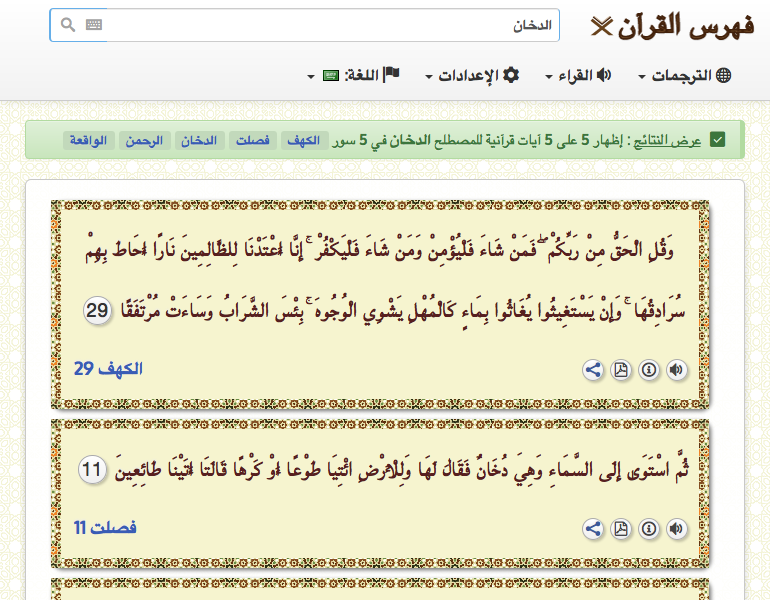 فهرس القرآن
الدخان
الترجمات القراء الإعدادات اللغة:
عرض النتائج : إظهار 5 على 5 آيات قرآنية للمصطلح الدخان في 5 سور الكهف فصلت الدخان الرحمن الواقعة
وَقُلِ الْحَقُّ مِنْ رَبِّكُمْ ۖ فَمَنْ شَاءَ فَلْيُؤْمِنْ وَمَنْ شَاءَ فَلْيَكْفُرْ ۚ إِنَّا أَعْتَدْنَا لِلظَّالِمِينَ نَارًا أَحَاطَ بِهِمْ
سُرَادِقُهَا ۚ وَإِنْ يَسْتَغِيثُوا يُغَاثُوا بِمَاءٍ كَالْمُهْلِ يَشْوِي الْوُجُوهَ ۚ بِئْسَ الشَّرَابُ وَسَاءَتْ مُرْتَفَقًا 29
الكهف 29
ثُمَّ اسْتَوَى إِلَى السَّمَاءِ وَهِيَ دُخَانٌ فَقَالَ لَهَا وَلِلْأَرْضِ ائْتِيَا طَوْعًا أَوْ كَرْهًا قَالَتَا أَتَيْنَا طَائِعِينَ 11
فصلت 11